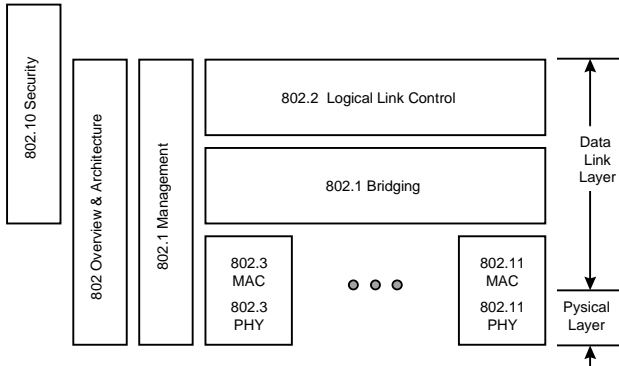 802.10 Security
802 Overview & Architecture
802.1 Management
802.2 Logical Link Control
802.1 Bridging
802.3
MAC
802.3
PHY
802.11
MAC
802.11
PHY
Data
Link
Layer
Pysical
Layer